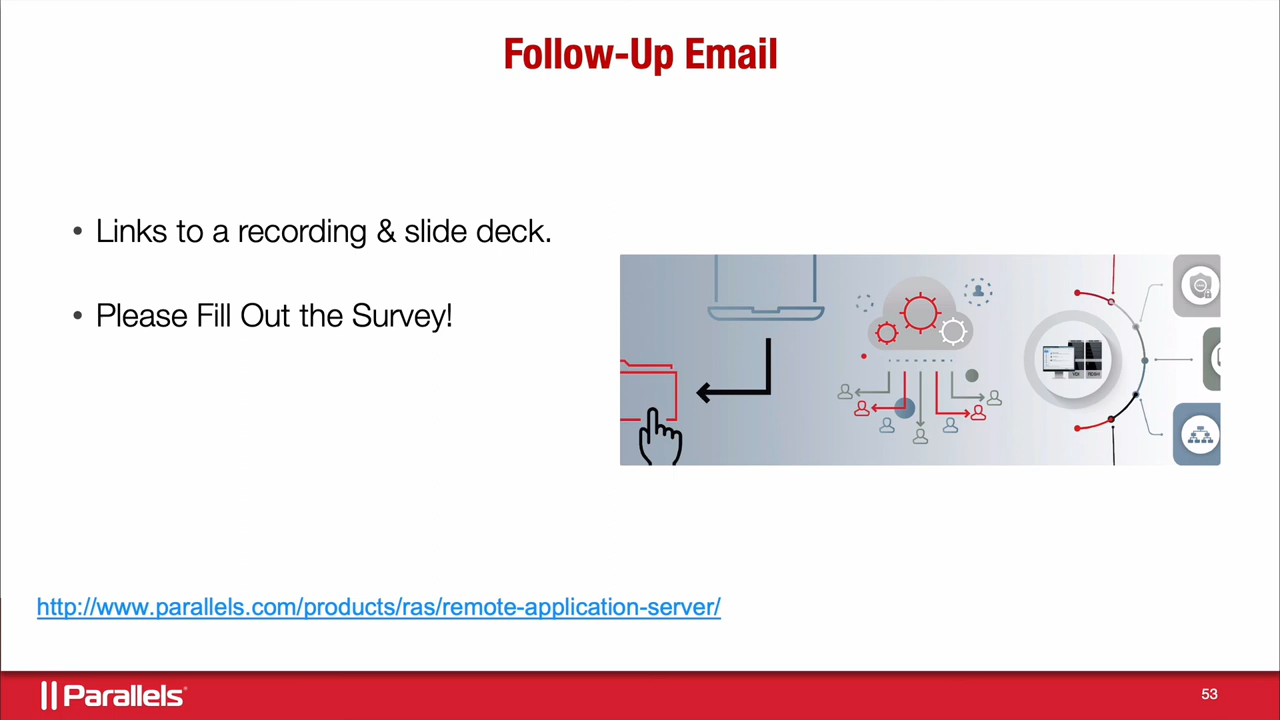 Follow-Up Email
• Links to a recording & slide deck.
• Please Fill Out the Survey!
http://www.parallels.com/products/ras/remote-application-server/
Parallels®
53